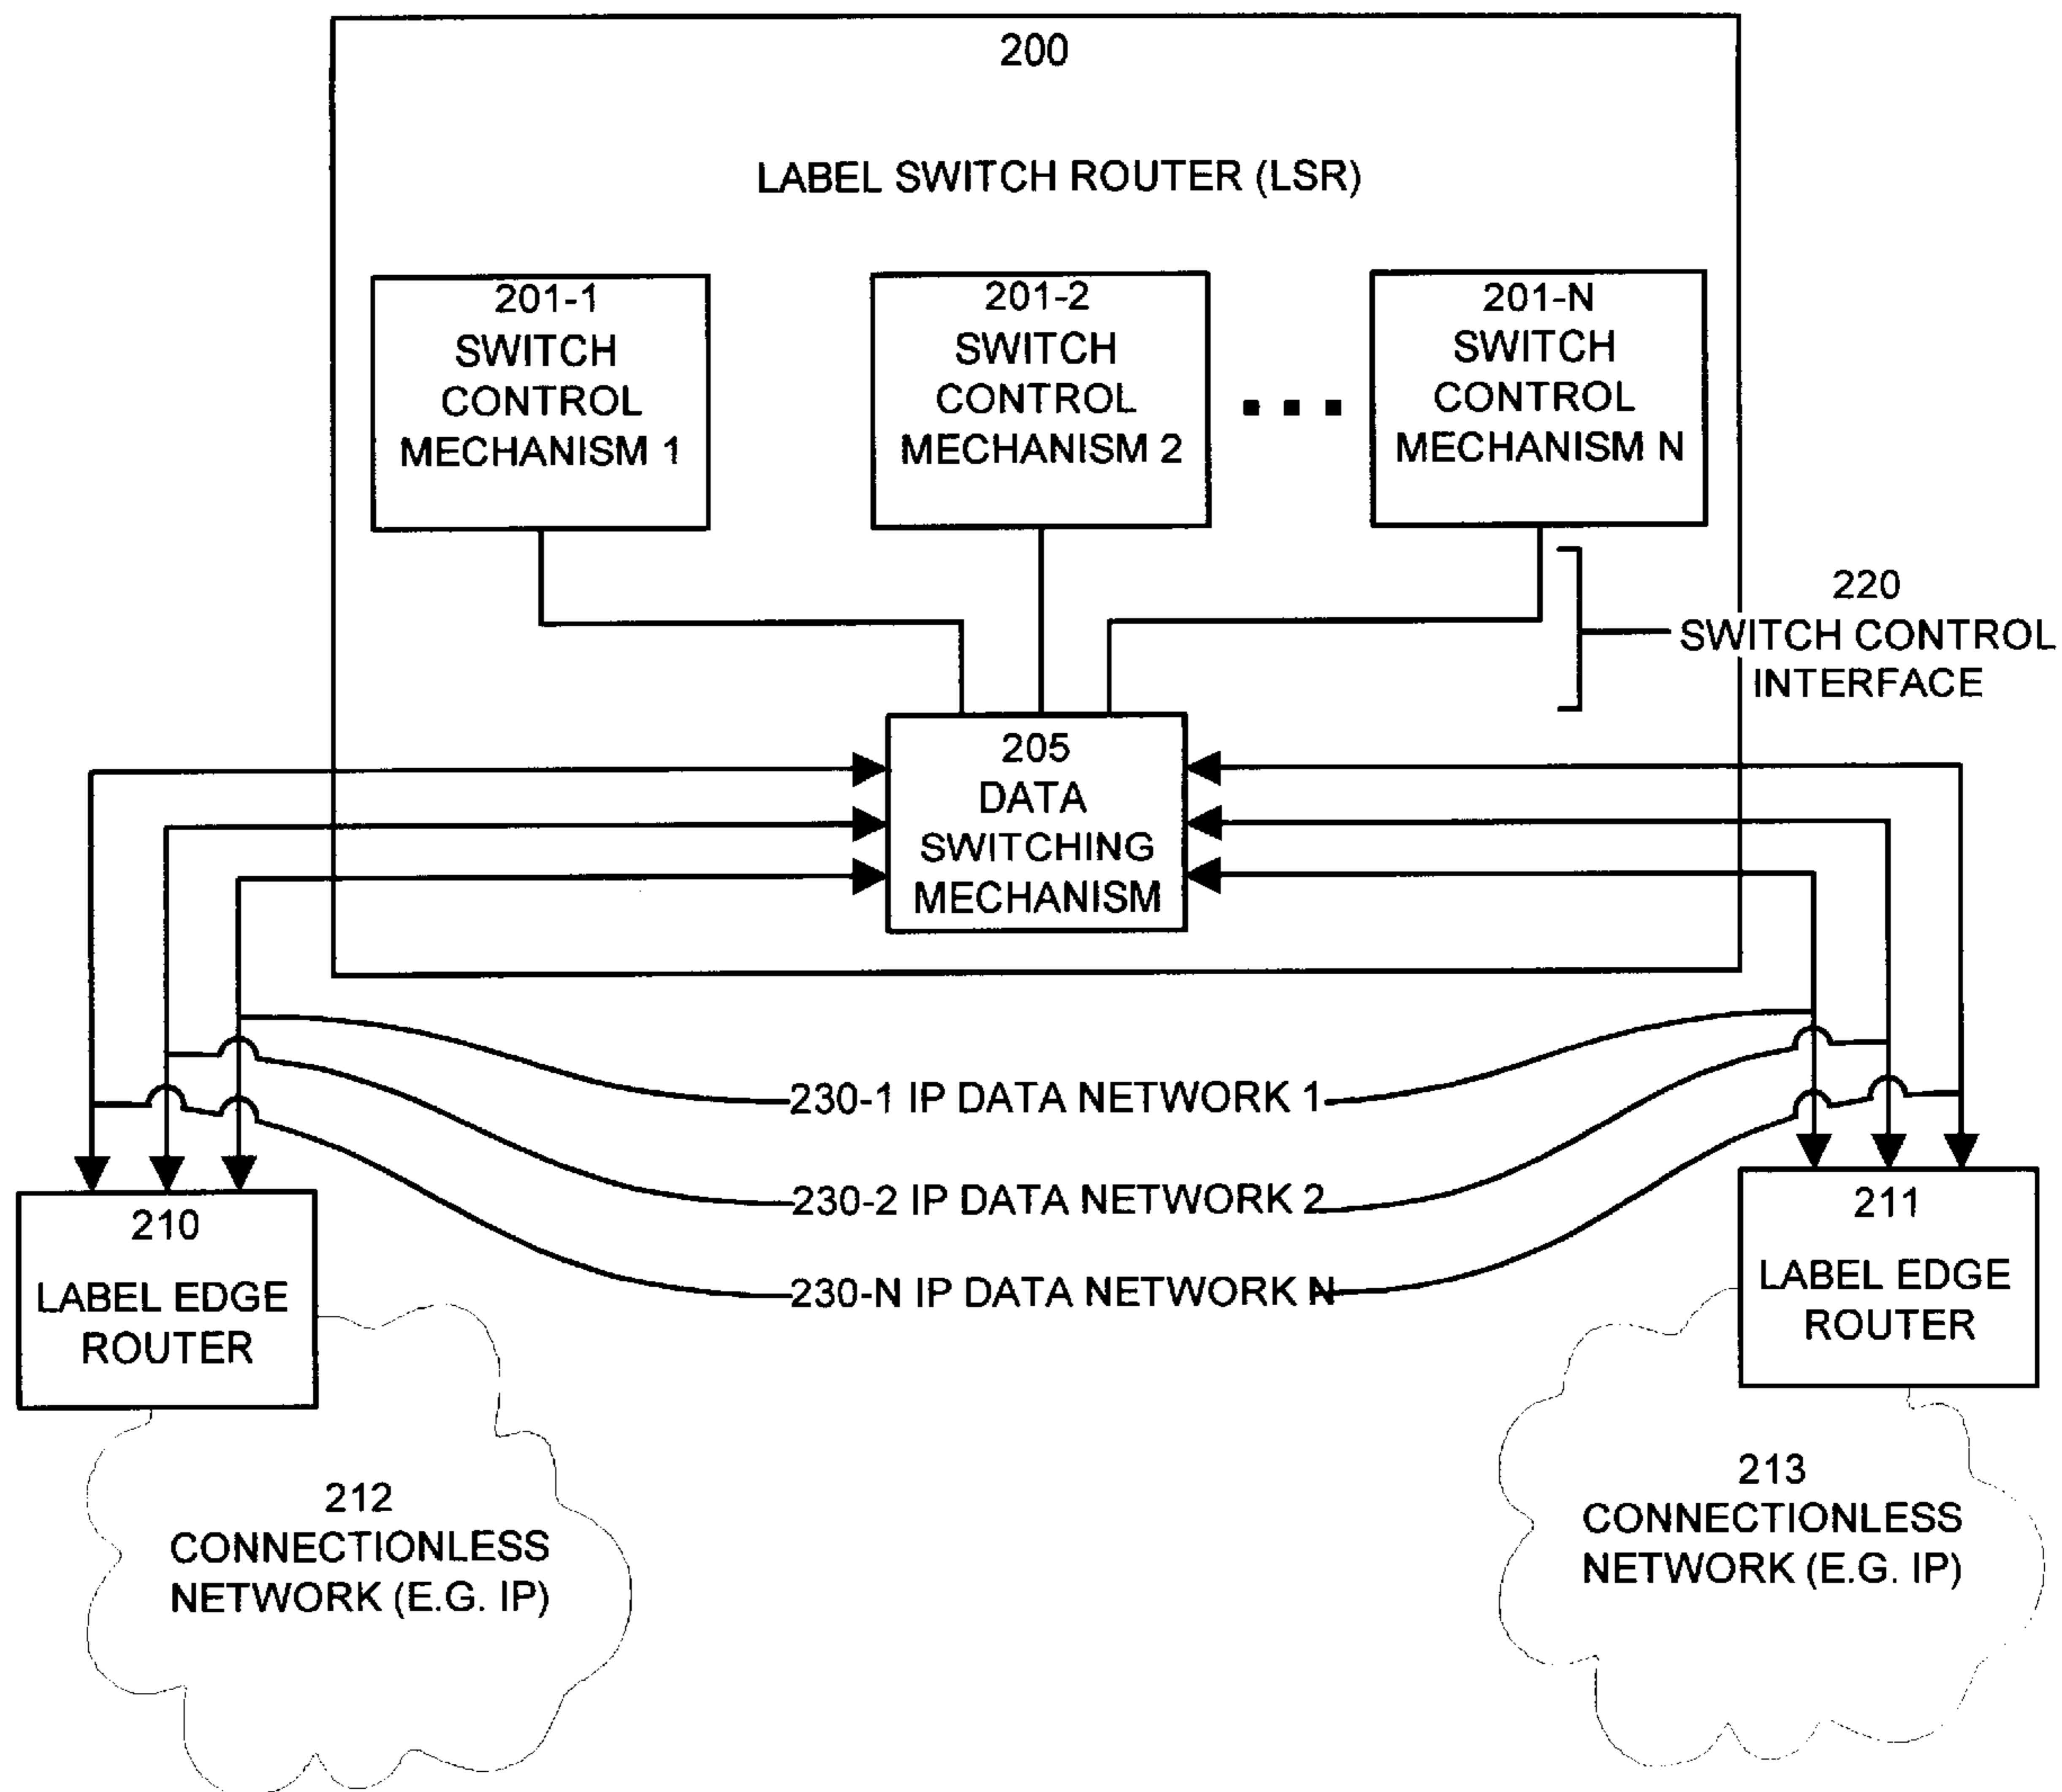 200
LABEL SWITCH ROUTER (LSR)
201-1
SWITCH
CONTROL
MECHANISM 1
201-2
SWITCH
CONTROL
MECHANISM 2
201-N
SWITCH
CONTROL
MECHANISM N
220
SWITCH CONTROL
INTERFACE
205
DATA
SWITCHING
MECHANISM
230-1 IP DATA NETWORK 1
230-2 IP DATA NETWORK 2
230-N IP DATA NETWORK N
210
LABEL EDGE
ROUTER
211
LABEL EDGE
ROUTER
212
CONNECTIONLESS
NETWORK (E.G. IP)
213
CONNECTIONLESS
NETWORK (E.G. IP)